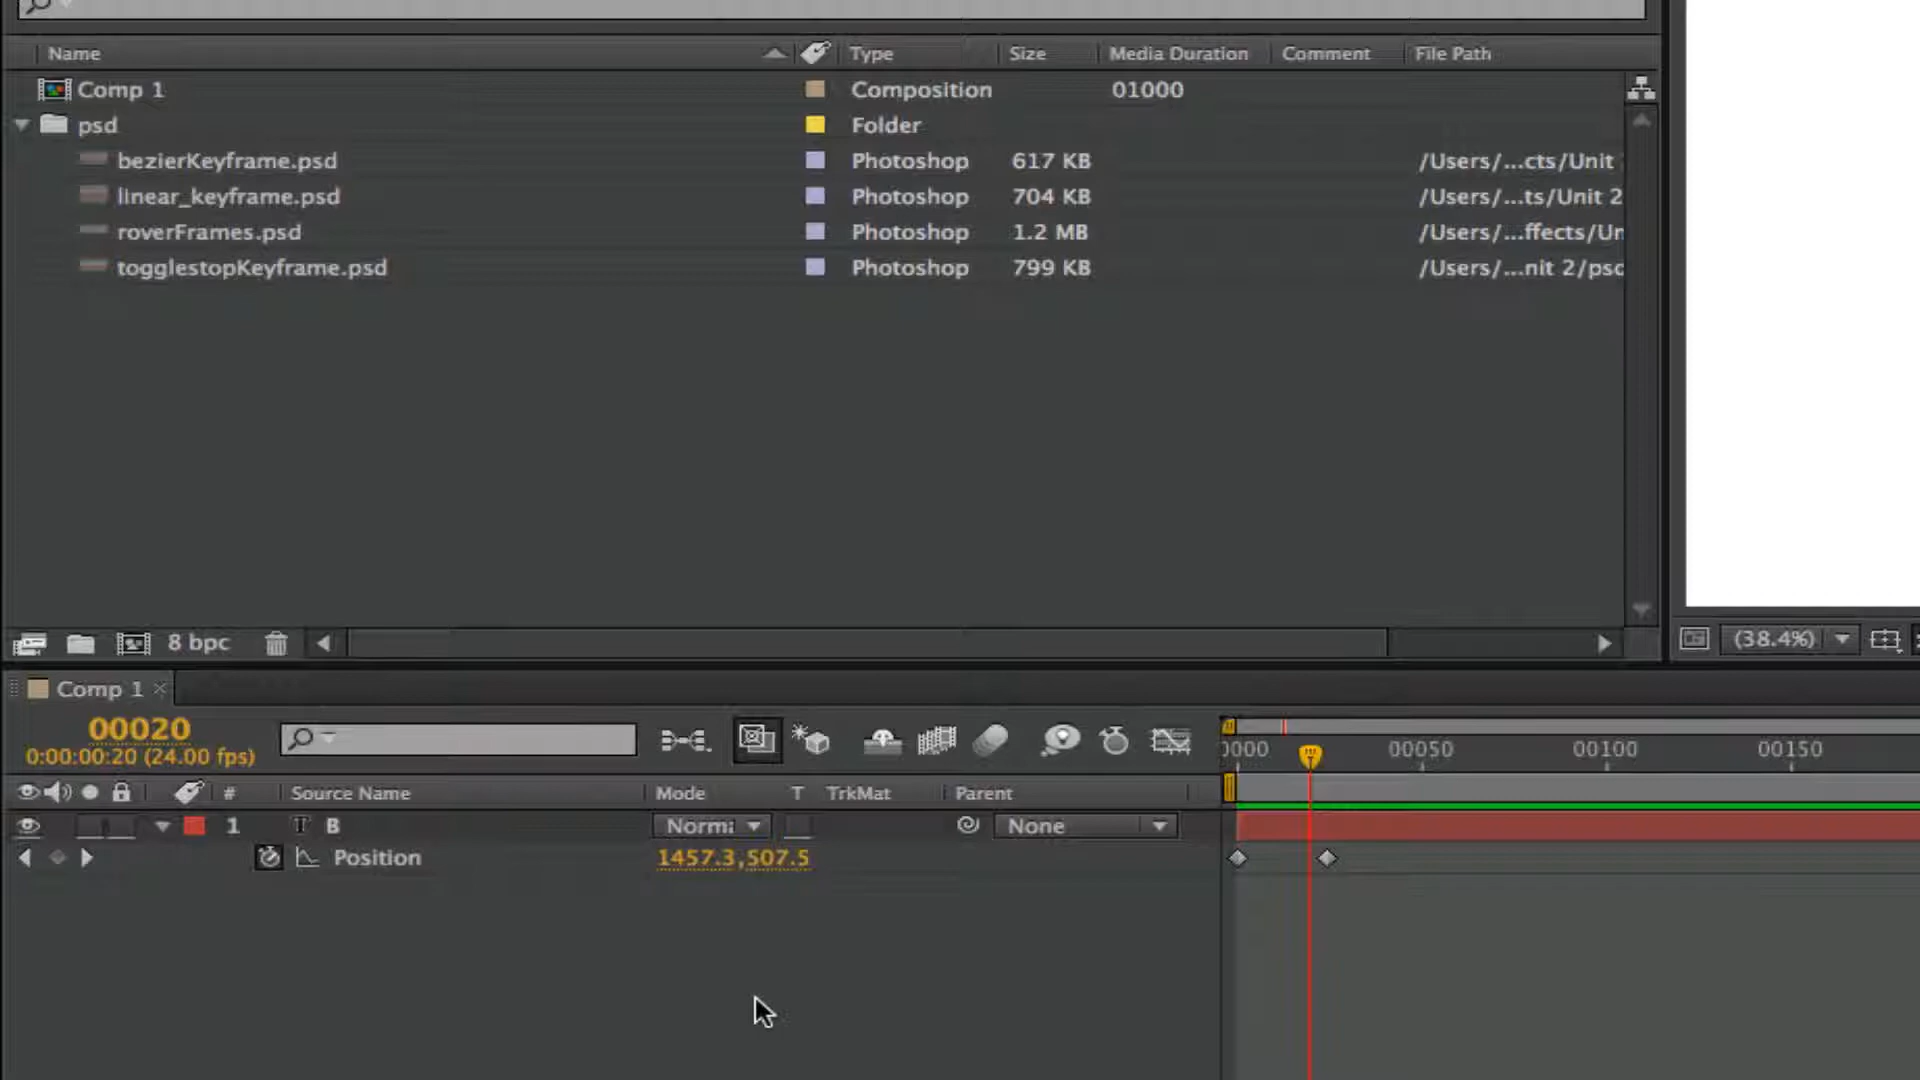 Name Type Size Media Duration Comment File Path
Comp 1 Composition 01000
psd Folder
bezierKeyframe.psd Photoshop 617 KB /Users/...cts/Unit
linear_keyframe.psd Photoshop 704 KB /Users/...ts/Unit 2
roverFrames.psd Photoshop 1.2 MB /Users/...ffects/Un
togglestopKeyframe.psd Photoshop 799 KB /Users/...nit 2/psd
8 bpc (38.4%)
Comp 1
00020
0:00:00:20 (24.00 fps)
0000 00050 00100 00150
# Source Name Mode T TrkMat Parent
1 T B Norma None
Position 1457.3,507.5